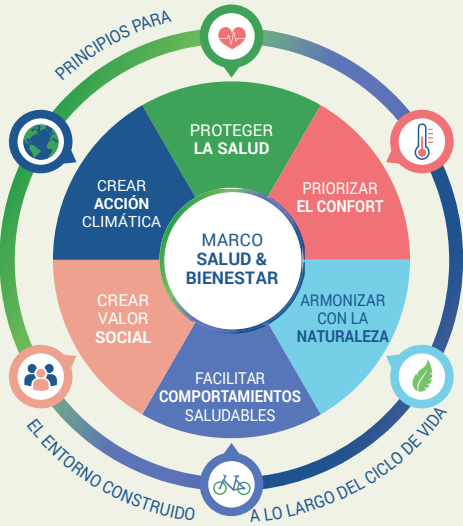 PRINCIPIOS PARA
PROTEGER
LA SALUD
PRIORIZAR
EL CONFORT
ARMONIZAR
CON LA
NATURALEZA
FACILITAR
COMPORTAMIENTOS
SALUDABLES
CREAR
VALOR
SOCIAL
CREAR
ACCIÓN
CLIMÁTICA
MARCO
SALUD &
BIENESTAR
EL ENTORNO CONSTRUIDO
A LO LARGO DEL CICLO DE VIDA